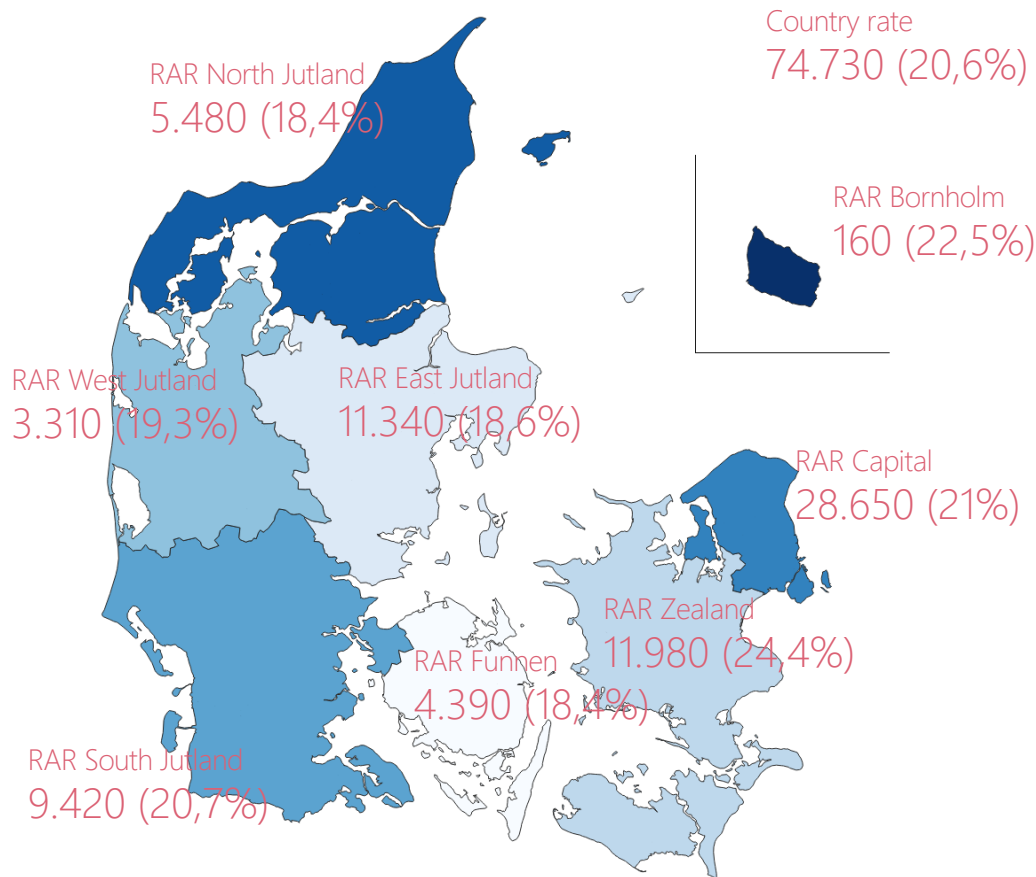 Country rate
74.730 (20,6%)
RAR North Jutland
5.480 (18,4%)
RAR Bornholm
160 (22,5%)
RAR West Jutland
3.310 (19,3%)
RAR East Jutland
11.340 (18,6%)
RAR Capital
28.650 (21%)
RAR Zealand
11.980 (24,4%)
RAR Funnen
4.390 (18,4%)
RAR South Jutland
9.420 (20,7%)